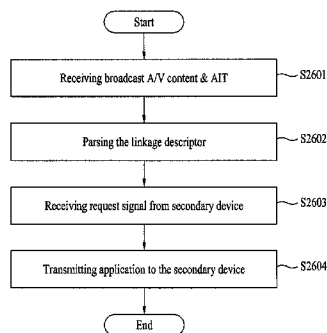 Start
Receiving broadcast A/V content & AIT
S2601
Parsing the linkage descriptor
S2602
Receiving request signal from secondary device
S2603
Transmitting application to the secondary device
S2604
End